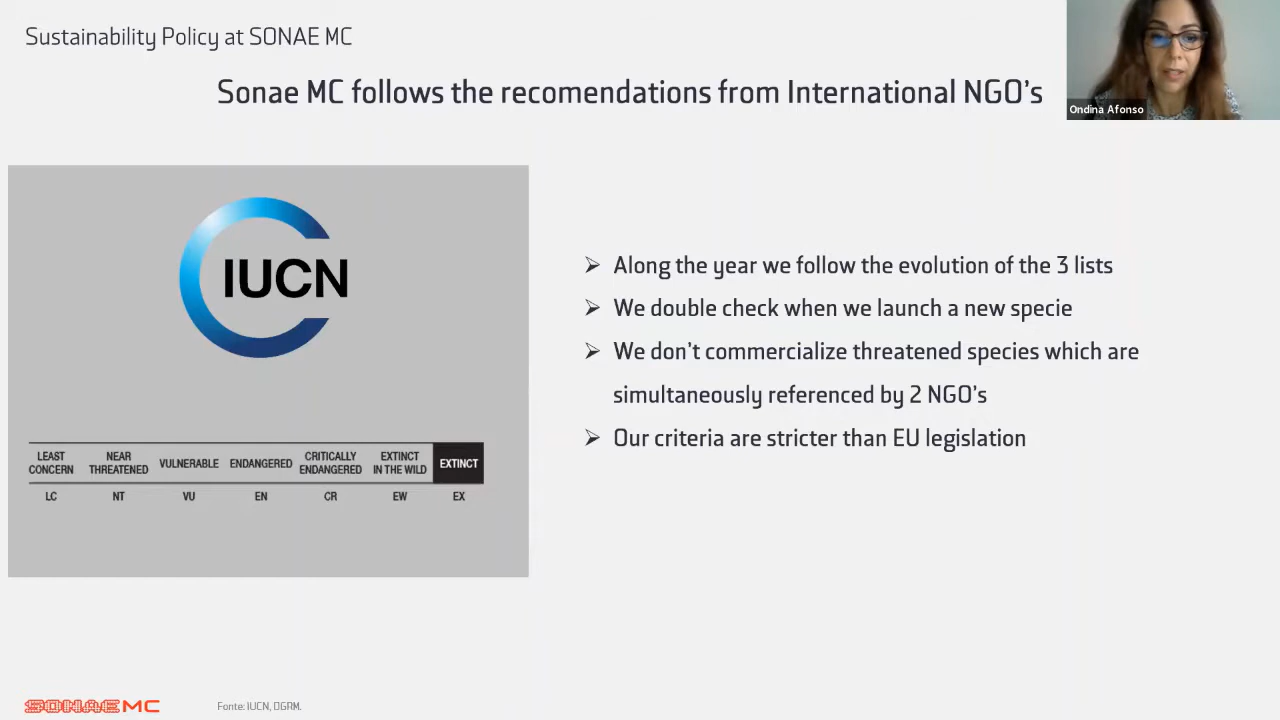 Sustainability Policy at SONAE MC
Sonae MC follows the recomendations from International NGO's
Ondina Afonso
IUCN
➢ Along the year we follow the evolution of the 3 lists
➢ We double check when we launch a new specie
➢ We don't commercialize threatened species which are
simultaneously referenced by 2 NGO's
➢ Our criteria are stricter than EU legislation
LEAST CONCERN NEAR THREATENED VULNERABLE ENDANGERED CRITICALLY ENDANGERED EXTINCT IN THE WILD EXTINCT
LC NT VU EN CR EW EX
SONAE MC
Fonte: IUCN, DGRM.